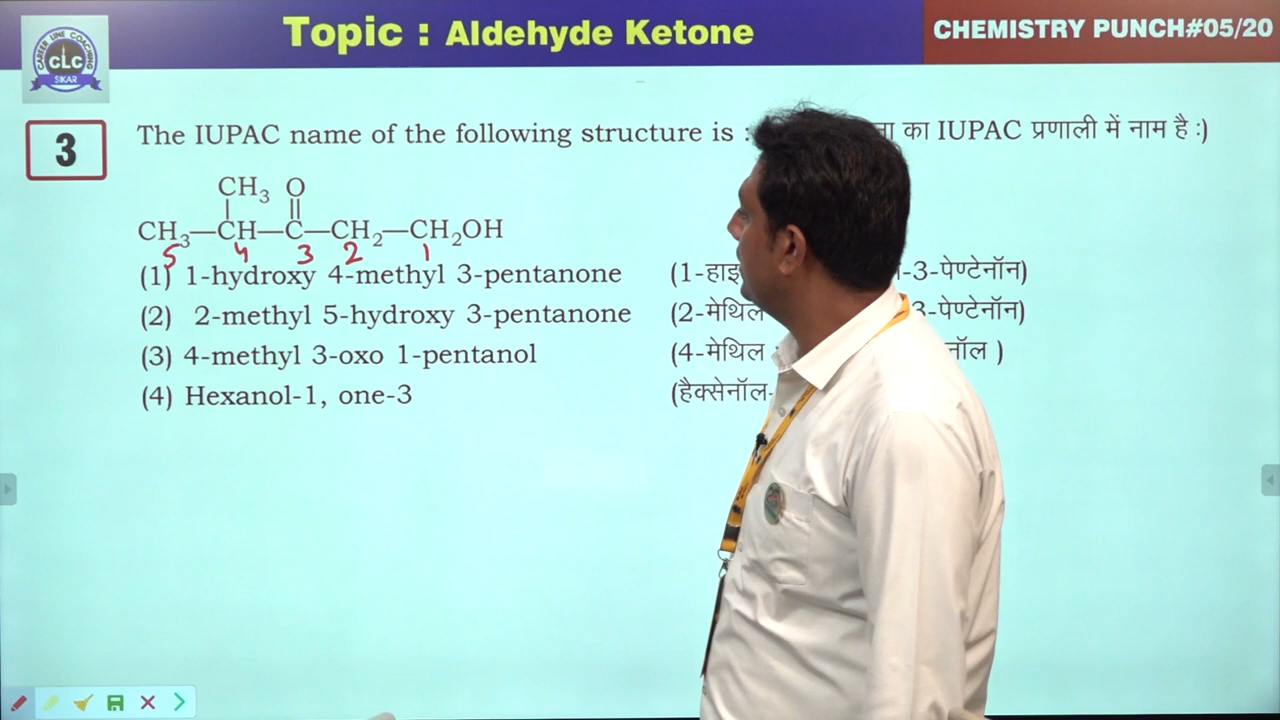 CAREER LINE COACHING
CLC
SIKAR
Topic : Aldehyde Ketone
CHEMISTRY PUNCH#05/20
3
The IUPAC name of the following structure is :
का IUPAC प्रणाली में नाम है :)
CH₃ O
CH₃—CH—C—CH₂—CH₂OH
5 4 3 2 1
(1) 1-hydroxy 4-methyl 3-pentanone
-3-पेण्टेनॉन)
(2) 2-methyl 5-hydroxy 3-pentanone
(2-मेथिल 3-पेण्टेनॉन)
(3) 4-methyl 3-oxo 1-pentanol
(4-मेथिल
(4) Hexanol-1, one-3
(हैक्सेनॉल-